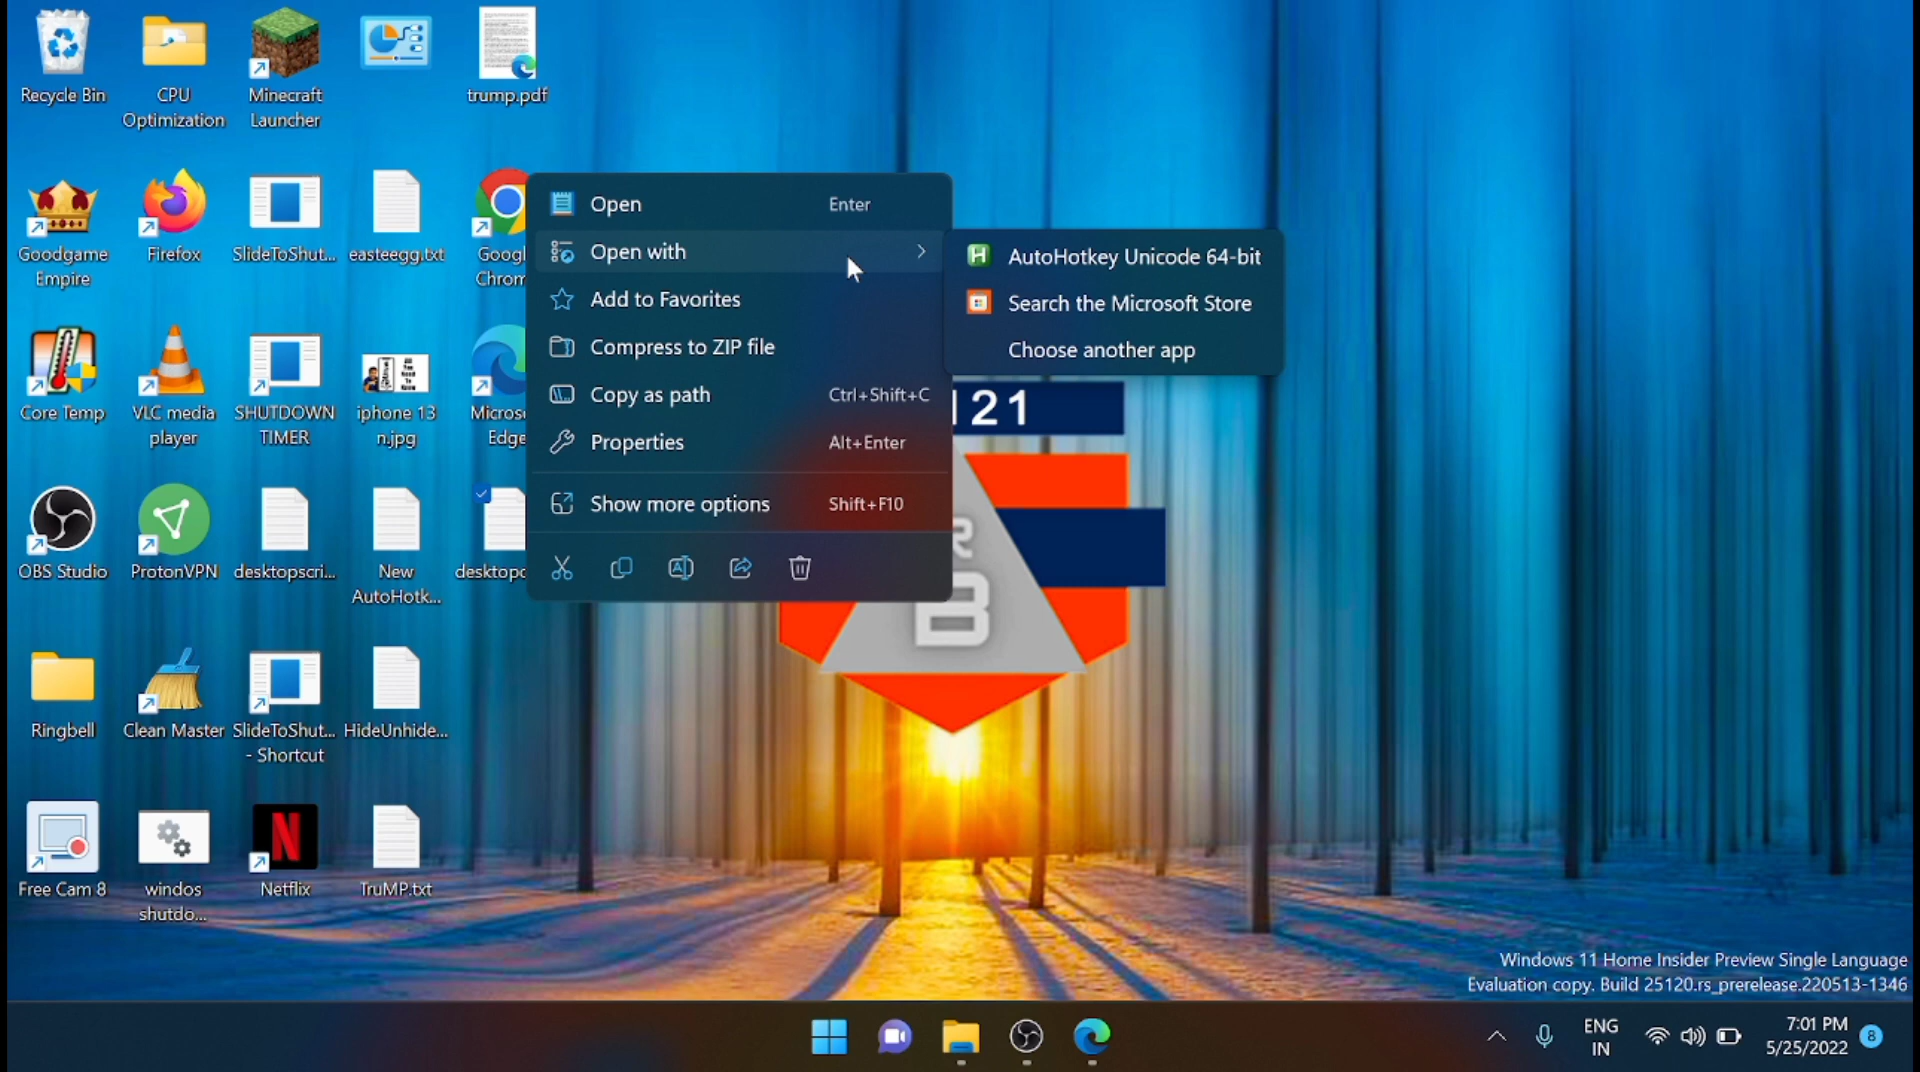 Recycle Bin
CPU
Optimization
Minecraft
Launcher
trump.pdf
Goodgame
Empire
Firefox
SlideToShut...
easteegg.txt
Googl
Chrom
Core Temp
VLC media
player
SHUTDOWN
TIMER
iphone 13
n.jpg
Micros
Edge
OBS Studio
ProtonVPN
desktopscri...
New
AutoHotk...
desktopc
Ringbell
Clean Master
SlideToShut...
- Shortcut
HideUnhide...
Free Cam 8
windos
shutdo...
Netflix
TruMP.txt
Open Enter
Open with
Add to Favorites
Compress to ZIP file
Copy as path Ctrl+Shift+C
Properties Alt+Enter
Show more options Shift+F10
AutoHotkey Unicode 64-bit
Search the Microsoft Store
Choose another app
121
R
B
Windows 11 Home Insider Preview Single Language
Evaluation copy. Build 25120.rs_prerelease.220513-1346
ENG
IN
7:01 PM
5/25/2022
8